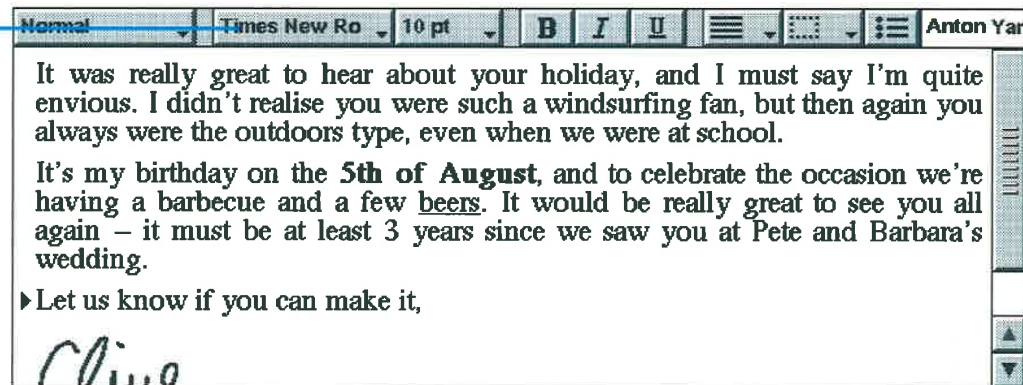 Normal Times New Ro 10 pt B I U Anton Yar
It was really great to hear about your holiday, and I must say I'm quite
envious. I didn't realise you were such a windsurfing fan, but then again you
always were the outdoors type, even when we were at school.
It's my birthday on the 5th of August, and to celebrate the occasion we're
having a barbecue and a few beers. It would be really great to see you all
again – it must be at least 3 years since we saw you at Pete and Barbara's
wedding.
Let us know if you can make it,
Clive